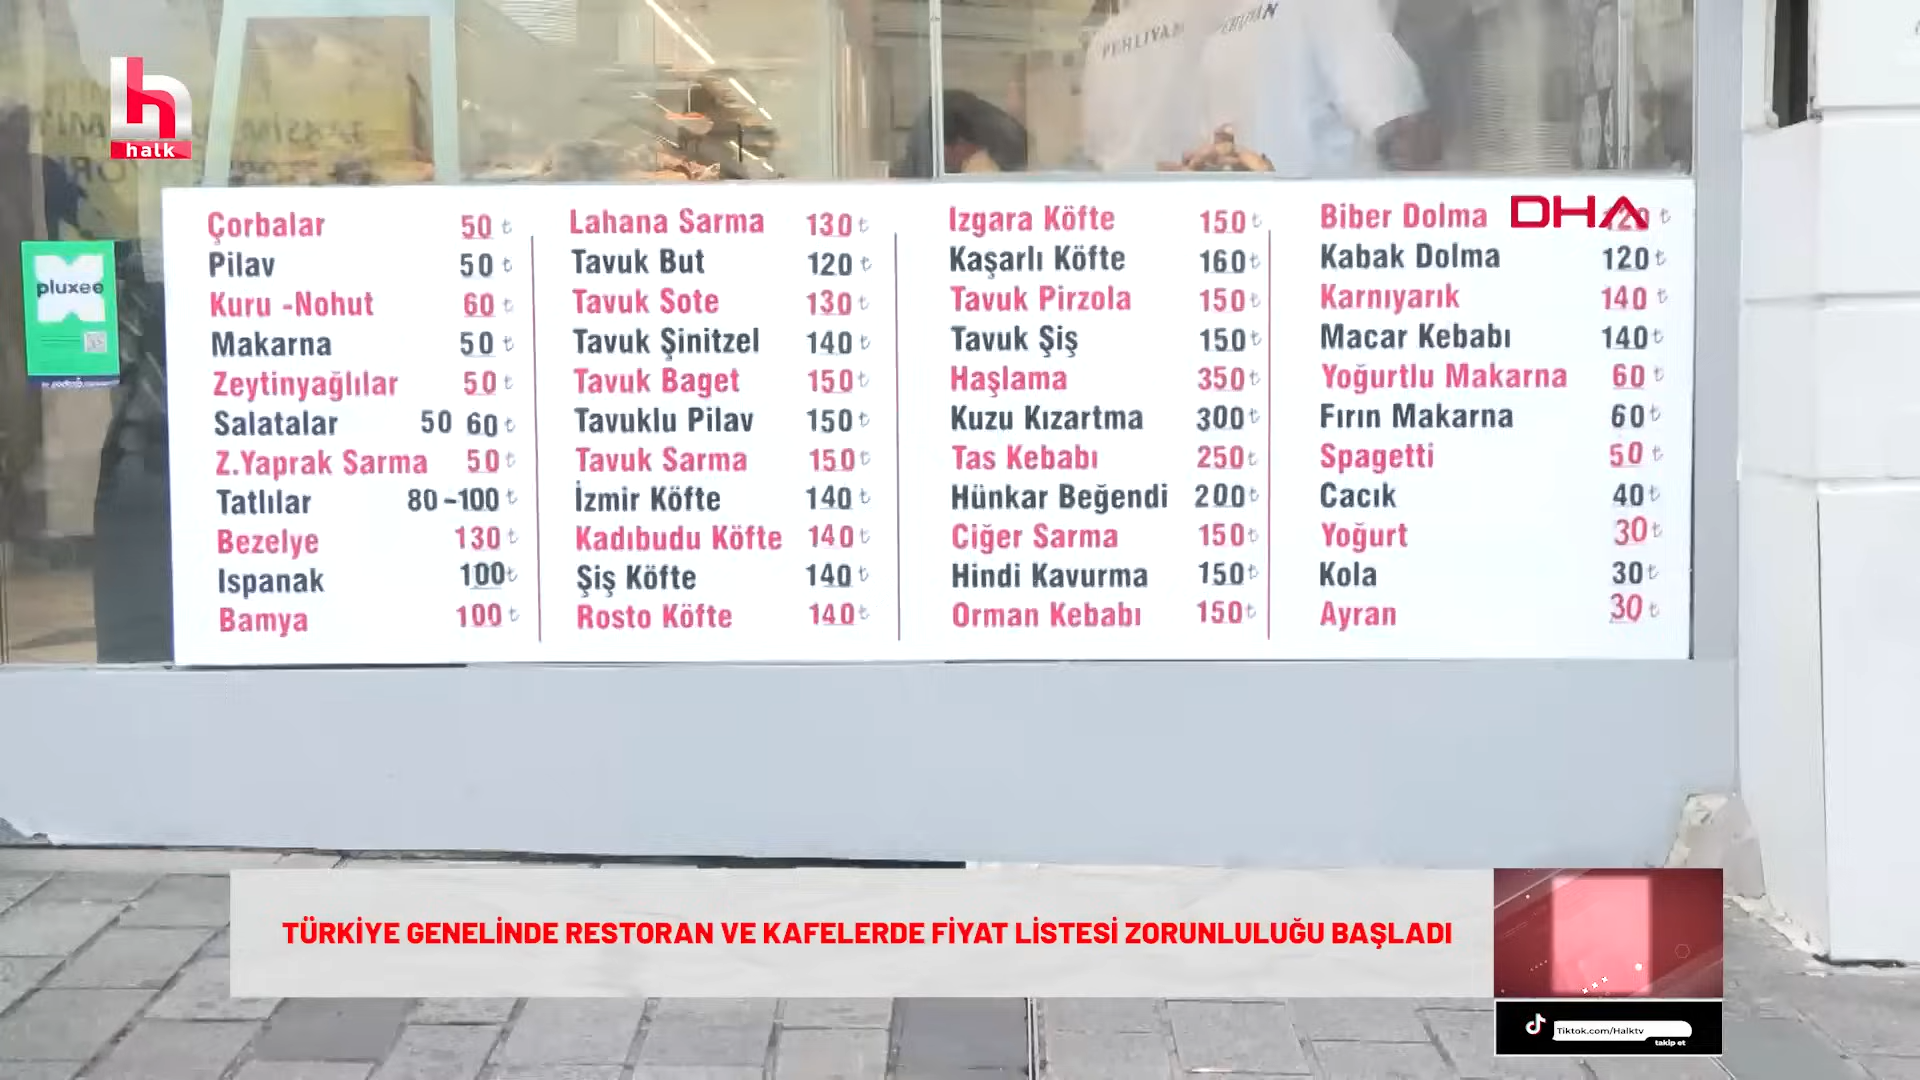 halk
PEHLIVAN
pluxee
Çorbalar 50 ₺
Pilav 50 ₺
Kuru -Nohut 60 ₺
Makarna 50 ₺
Zeytinyağlılar 50 ₺
Salatalar 50 60 ₺
Z.Yaprak Sarma 50 ₺
Tatlılar 80-100 ₺
Bezelye 130 ₺
Ispanak 100 ₺
Bamya 100 ₺
Lahana Sarma 130 ₺
Tavuk But 120 ₺
Tavuk Sote 130 ₺
Tavuk Şinitzel 140 ₺
Tavuk Baget 150 ₺
Tavuklu Pilav 150 ₺
Tavuk Sarma 150 ₺
İzmir Köfte 140 ₺
Kadıbudu Köfte 140 ₺
Şiş Köfte 140 ₺
Rosto Köfte 140 ₺
Izgara Köfte 150 ₺
Kaşarlı Köfte 160 ₺
Tavuk Pirzola 150 ₺
Tavuk Şiş 150 ₺
Haşlama 350 ₺
Kuzu Kızartma 300 ₺
Tas Kebabı 250 ₺
Hünkar Beğendi 200 ₺
Ciğer Sarma 150 ₺
Hindi Kavurma 150 ₺
Orman Kebabı 150 ₺
Biber Dolma 120 ₺
DHA
Kabak Dolma 120 ₺
Karnıyarık 140 ₺
Macar Kebabı 140 ₺
Yoğurtlu Makarna 60 ₺
Fırın Makarna 60 ₺
Spagetti 50 ₺
Cacık 40 ₺
Yoğurt 30 ₺
Kola 30 ₺
Ayran 30 ₺
TÜRKİYE GENELİNDE RESTORAN VE KAFELERDE FİYAT LİSTESİ ZORUNLULUĞU BAŞLADI
Tiktok.com/Halktv
takip et